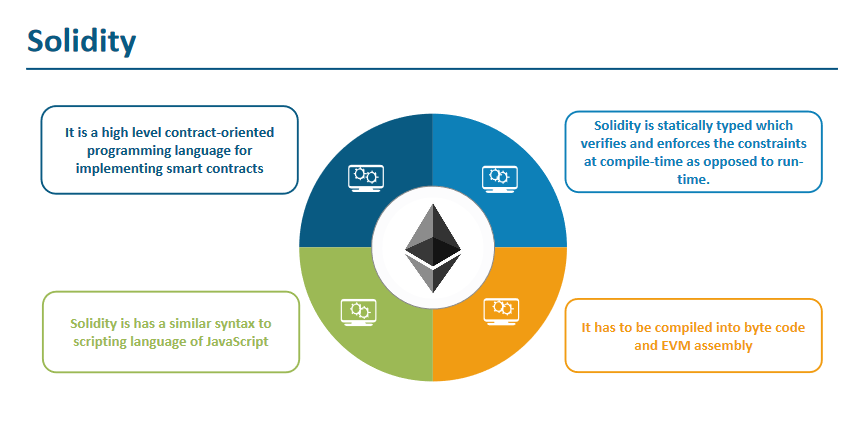 Solidity
It is a high level contract-oriented
programming language for
implementing smart contracts
Solidity is statically typed which
verifies and enforces the constraints
at compile-time as opposed to run-
time.
Solidity is has a similar syntax to
scripting language of JavaScript
It has to be compiled into byte code
and EVM assembly